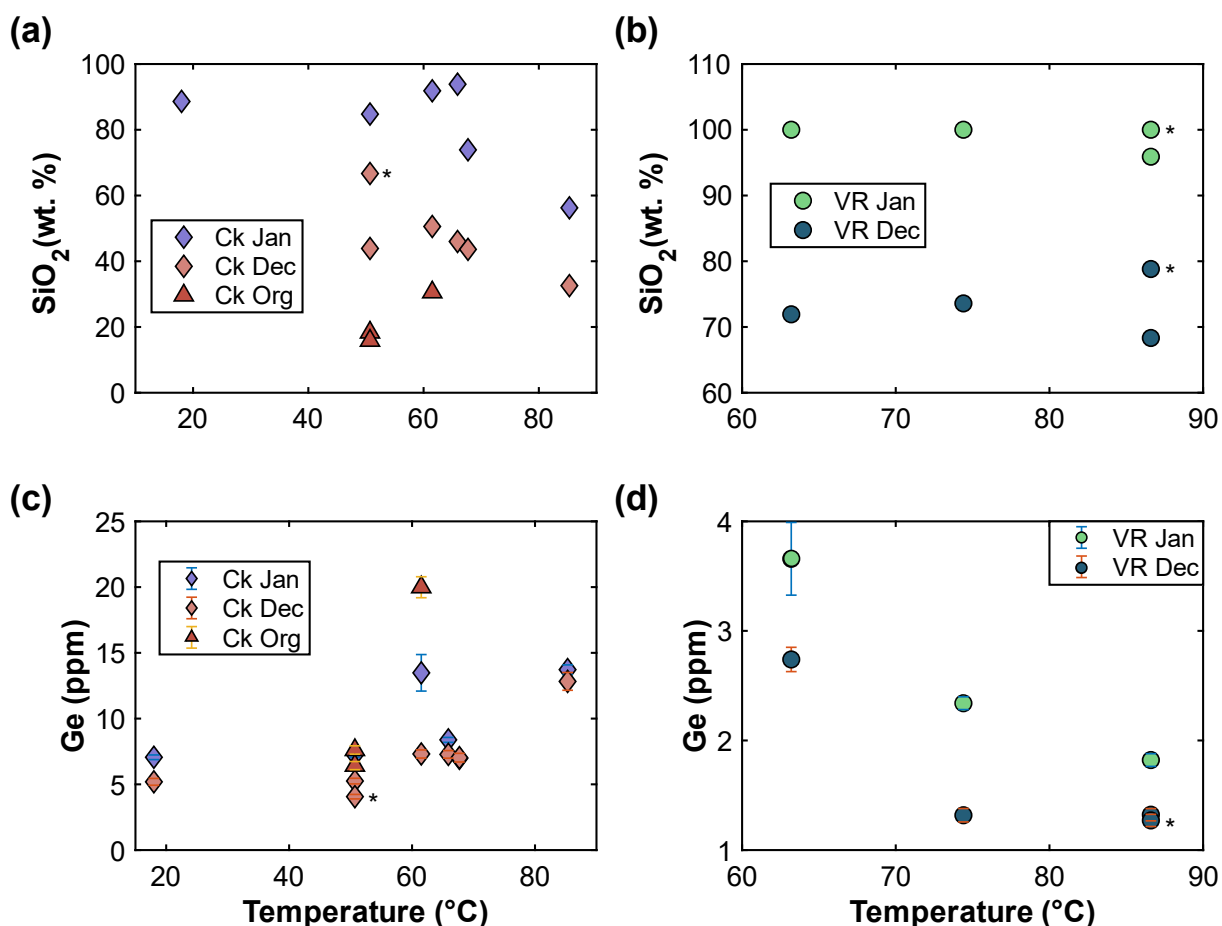 (a)
100
80
60
40
20
0
20
40
60
80
SiO2(wt. %)
Ck Jan
Ck Dec
Ck Org
*
(b)
110
100
90
80
70
60
60
70
80
90
SiO2(wt. %)
VR Jan
VR Dec
*
*
(c)
25
20
15
10
5
0
20
40
60
80
Ge (ppm)
Temperature (°C)
Ck Jan
Ck Dec
Ck Org
*
(d)
4
3
2
1
60
70
80
90
Ge (ppm)
Temperature (°C)
VR Jan
VR Dec
*